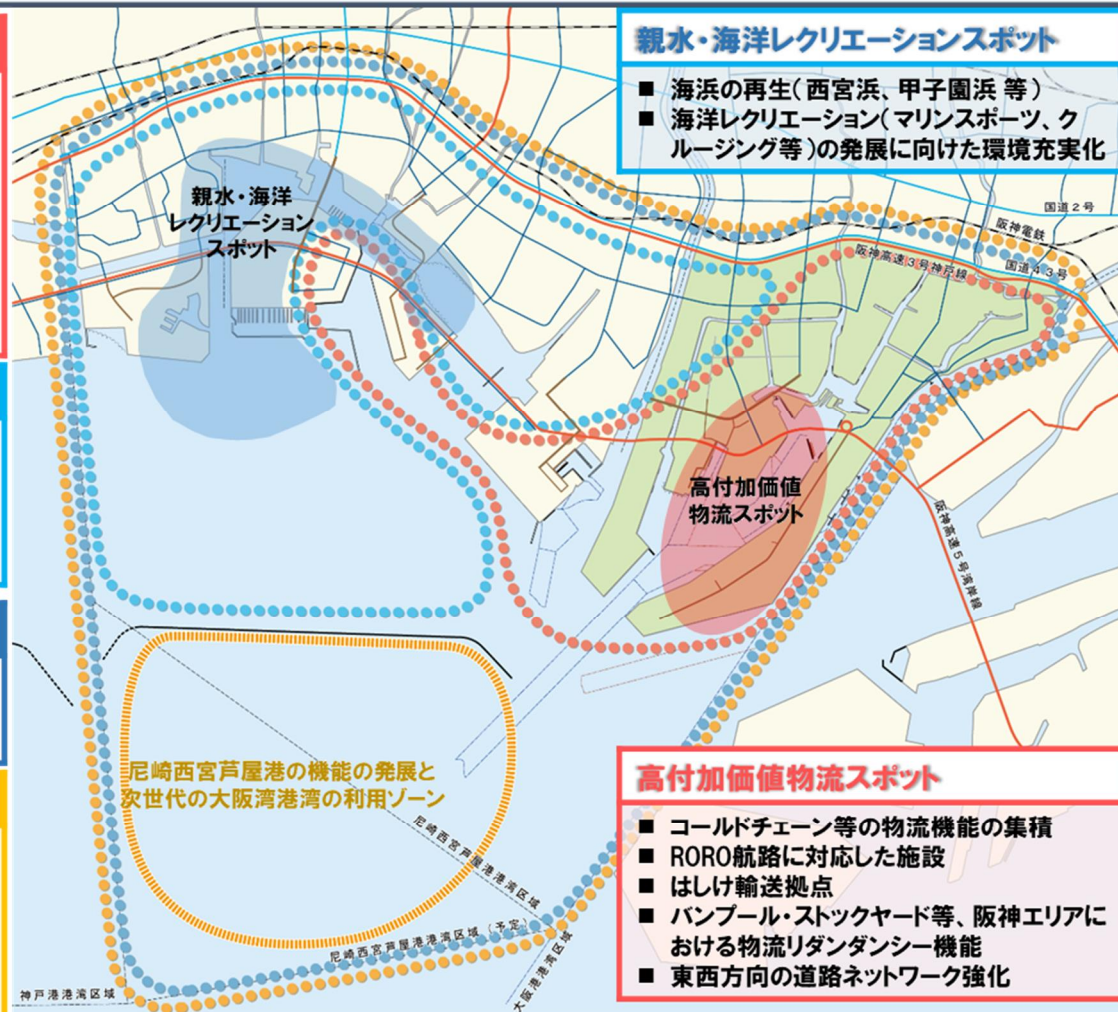 親水・海洋レクリエーションスポット
■ 海浜の再生(西宮浜、甲子園浜 等)
■ 海洋レクリエーション(マリンスポーツ、ク
ルージング等)の発展に向けた環境充実化
国道2号
阪神電鉄
阪神高速3号神戸線
国道43号
親水・海洋
レクリエーション
スポット
高付加価値
物流スポット
阪神高速5号湾岸線
尼崎西宮芦屋港の機能の発展と
次世代の大阪湾港湾の利用ゾーン
尼崎西宮芦屋港港湾区域
尼崎西宮芦屋港港湾区域(予定)
大阪港港湾区域
神戸港港湾区域
高付加価値物流スポット
■ コールドチェーン等の物流機能の集積
■ RORO航路に対応した施設
■ はしけ輸送拠点
■ バンプール・ストックヤード等、阪神エリアに
おける物流リダンダンシー機能
■ 東西方向の道路ネットワーク強化